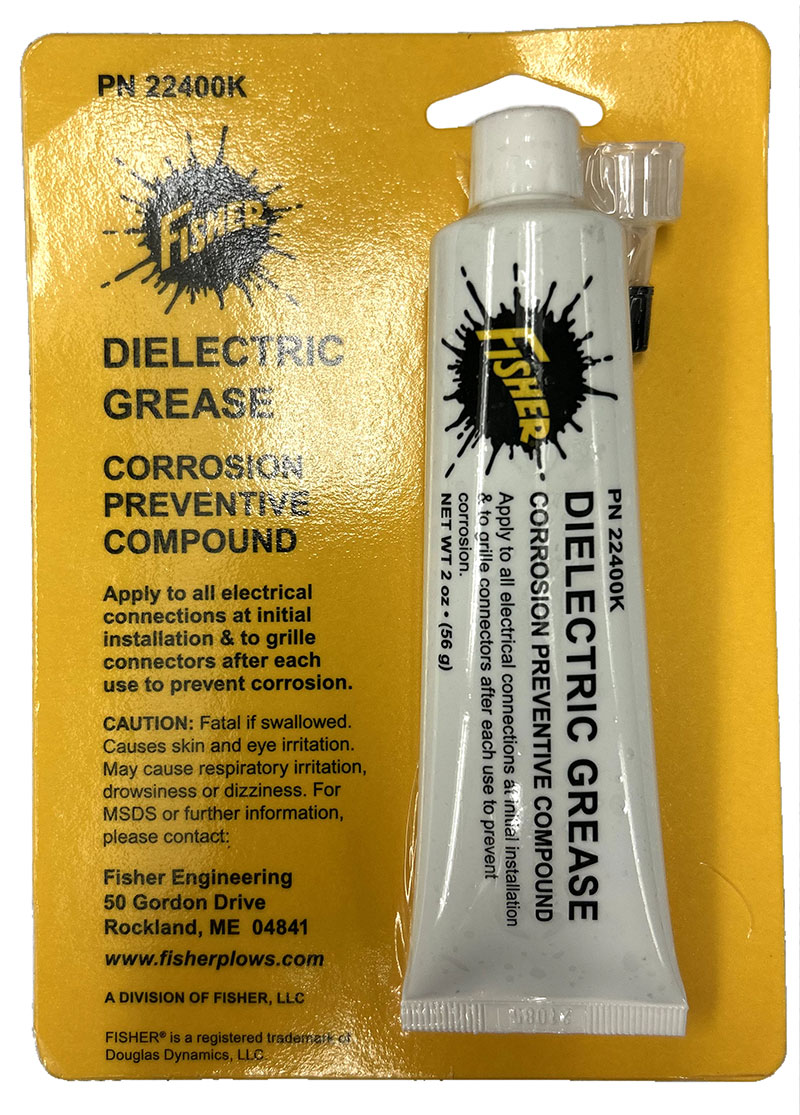 PN 22400K
FISHER
DIELECTRIC
GREASE
CORROSION
PREVENTIVE
COMPOUND
Apply to all electrical
connections at initial
installation & to grille
connectors after each
use to prevent corrosion.
CAUTION: Fatal if swallowed.
Causes skin and eye irritation.
May cause respiratory irritation,
drowsiness or dizziness. For
MSDS or further information,
please contact:
Fisher Engineering
50 Gordon Drive
Rockland, ME 04841
www.fisherplows.com
A DIVISION OF FISHER, LLC
FISHER® is a registered trademark of
Douglas Dynamics, LLC
FISHER
PN 22400K
DIELECTRIC GREASE
CORROSION PREVENTIVE COMPOUND
Apply to all electrical connections at initial installation
& to grille connectors after each use to prevent
corrosion.
NET WT 2 oz • (56 g)